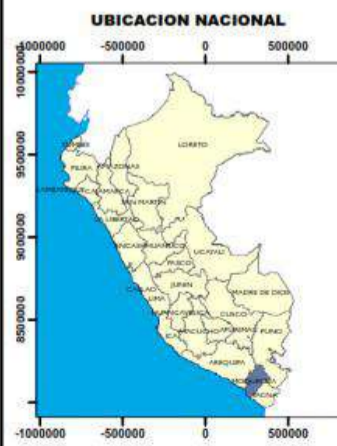 UBICACION NACIONAL
-1000000 -500000 0 500000
1000000
9500000
9000000
850000
TUMBES
LORETO
PIURA
AMAZONAS
LAMBAYEQUE
CAJAMARCA
SAN MARTIN
LA LIBERTAD
ANCASH
HUANUCO
UCAYALI
PASCO
JUNIN
CALLAO
LIMA
MADRE DE DIOS
HUANCAVELICA
CUSCO
ICA
AYACUCHO
APURIMAC
PUNO
AREQUIPA
MOQUEGUA
TACNA
-1000000 -500000 0 500000